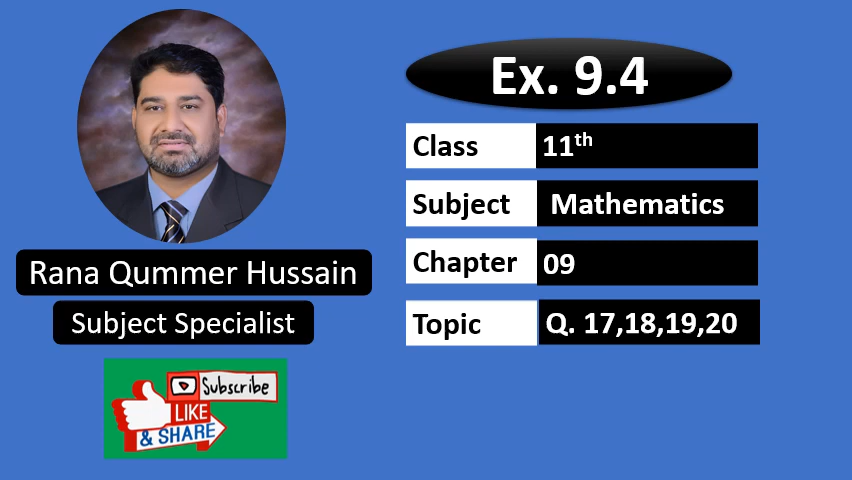 Ex. 9.4
Class 11th
Subject Mathematics
Chapter 09
Topic Q. 17,18,19,20
Rana Qummer Hussain
Subject Specialist
Subscribe
LIKE
& SHARE